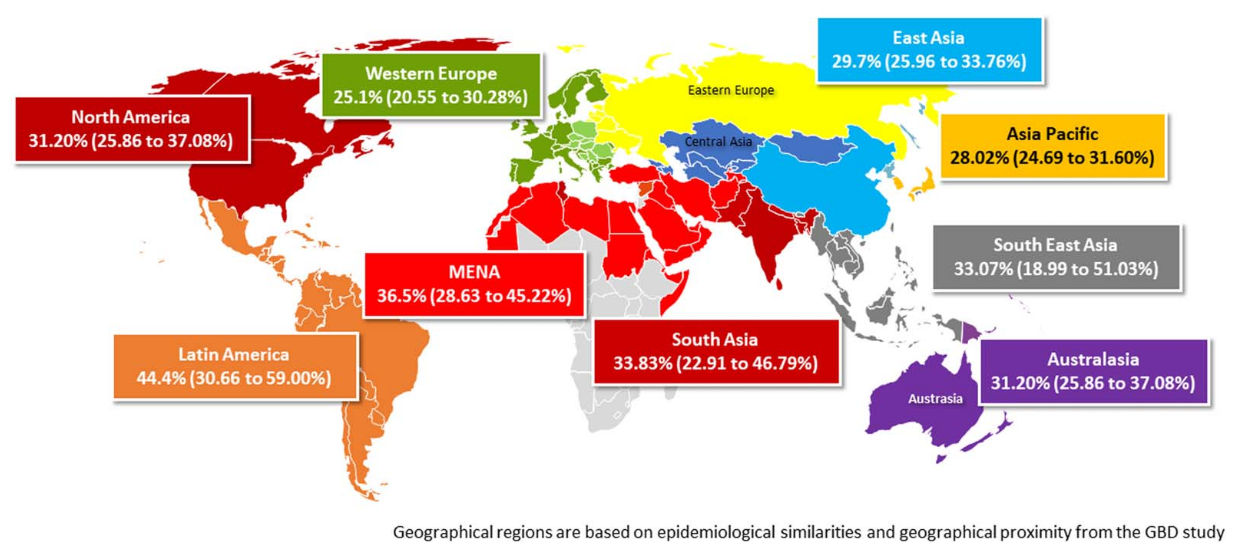 East Asia
29.7% (25.96 to 33.76%)
Western Europe
25.1% (20.55 to 30.28%)
Eastern Europe
North America
31.20% (25.86 to 37.08%)
Central Asia
Asia Pacific
28.02% (24.69 to 31.60%)
South East Asia
33.07% (18.99 to 51.03%)
MENA
36.5% (28.63 to 45.22%)
South Asia
33.83% (22.91 to 46.79%)
Latin America
44.4% (30.66 to 59.00%)
Australasia
31.20% (25.86 to 37.08%)
Austrasia
Geographical regions are based on epidemiological similarities and geographical proximity from the GBD study